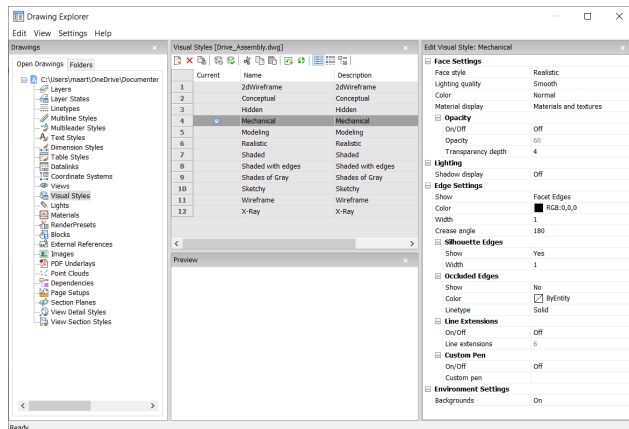 Drawing Explorer
Edit View Settings Help
Drawings
Open Drawings Folders
C:\Users\maart\OneDrive\Documenter
Layers
Layer States
Linetypes
Multiline Styles
Multileader Styles
Text Styles
Dimension Styles
Table Styles
Datalinks
Coordinate Systems
Views
Visual Styles
Lights
Materials
RenderPresets
Blocks
External References
Images
PDF Underlays
Point Clouds
Dependencies
Page Setups
Section Planes
View Detail Styles
View Section Styles
Visual Styles [Drive_Assembly.dwg]
Current Name Description
1 2dWireframe 2dWireframe
2 Conceptual Conceptual
3 Hidden Hidden
4 Mechanical Mechanical
5 Modeling Modeling
6 Realistic Realistic
7 Shaded Shaded
8 Shaded with edges Shaded with edges
9 Shades of Gray Shades of Gray
10 Sketchy Sketchy
11 Wireframe Wireframe
12 X-Ray X-Ray
Preview
Edit Visual Style: Mechanical
Face Settings
Face style Realistic
Lighting quality Smooth
Color Normal
Material display Materials and textures
Opacity
On/Off Off
Opacity 60
Transparency depth 4
Lighting
Shadow display Off
Edge Settings
Show Facet Edges
Color RGB:0,0,0
Width 1
Crease angle 180
Silhouette Edges
Show Yes
Width 1
Occluded Edges
Show No
Color ByEntity
Linetype Solid
Line Extensions
On/Off Off
Line extensions 6
Custom Pen
On/Off Off
Custom pen
Environment Settings
Backgrounds On
Ready